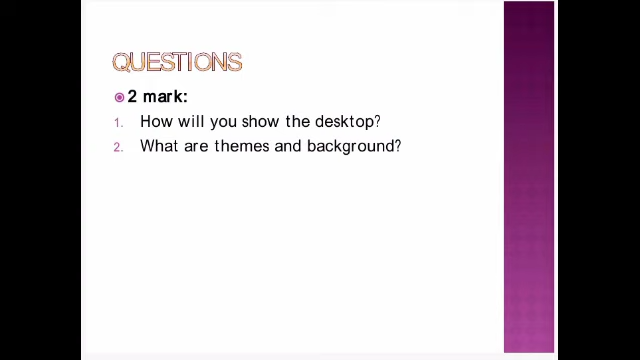 QUESTIONS
2 mark:
1. How will you show the desktop?
2. What are themes and background?